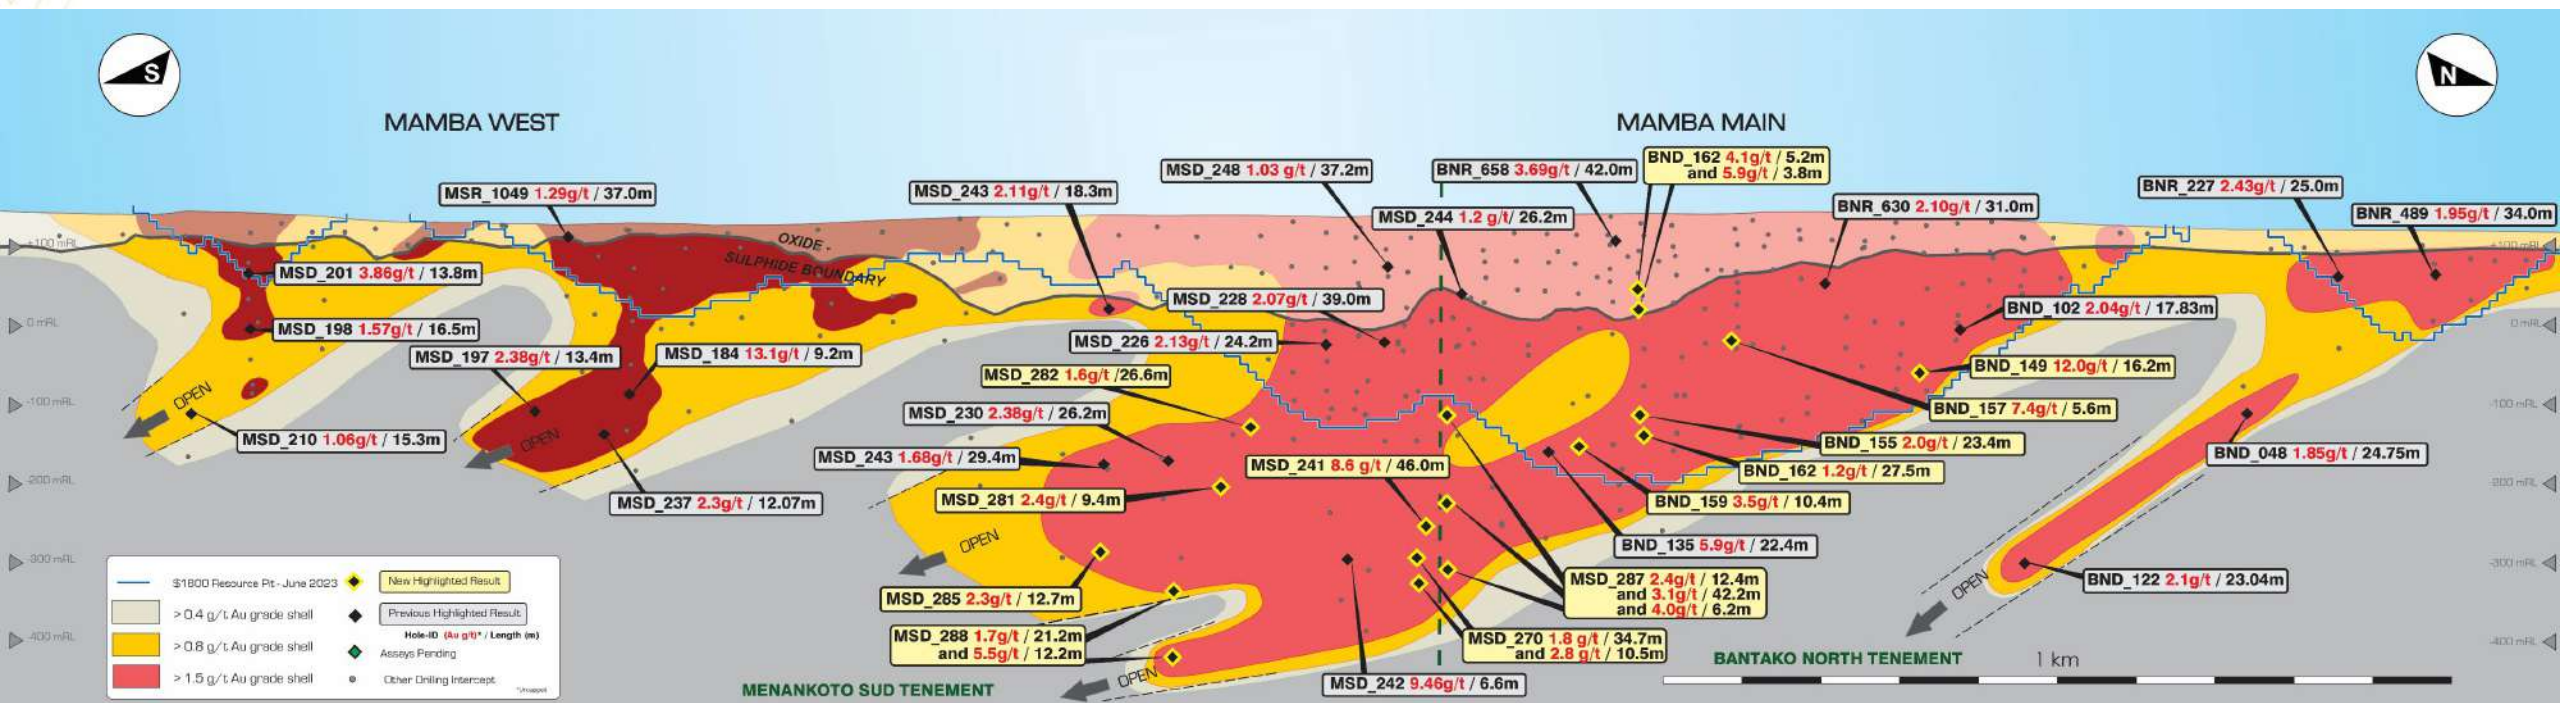 S
N
MAMBA WEST
MAMBA MAIN
MSR_1049 1.29g/t / 37.0m
MSD_243 2.11g/t / 18.3m
MSD_248 1.03 g/t / 37.2m
BNR_658 3.69g/t / 42.0m
BND_162 4.1g/t / 5.2m
and 5.9g/t / 3.8m
MSD_244 1.2 g/t/ 26.2m
BNR_630 2.10g/t / 31.0m
BNR_227 2.43g/t / 25.0m
BNR_489 1.95g/t / 34.0m
+100 mRL
+100 mRL
OXIDE -
SULPHIDE BOUNDARY
MSD_201 3.86g/t / 13.8m
MSD_228 2.07g/t / 39.0m
BND_102 2.04g/t / 17.83m
0 mRL
0 mRL
MSD_198 1.57g/t / 16.5m
MSD_197 2.38g/t / 13.4m
MSD_184 13.1g/t / 9.2m
MSD_226 2.13g/t / 24.2m
MSD_282 1.6g/t /26.6m
BND_149 12.0g/t / 16.2m
OPEN
-100 mRL
-100 mRL
MSD_230 2.38g/t / 26.2m
BND_157 7.4g/t / 5.6m
MSD_210 1.06g/t / 15.3m
OPEN
BND_155 2.0g/t / 23.4m
MSD_243 1.68g/t / 29.4m
MSD_241 8.6 g/t / 46.0m
BND_162 1.2g/t / 27.5m
BND_048 1.85g/t / 24.75m
-200 mRL
-200 mRL
MSD_237 2.3g/t / 12.07m
MSD_281 2.4g/t / 9.4m
BND_159 3.5g/t / 10.4m
OPEN
BND_135 5.9g/t / 22.4m
-300 mRL
-300 mRL
MSD_287 2.4g/t / 12.4m
and 3.1g/t / 42.2m
and 4.0g/t / 6.2m
BND_122 2.1g/t / 23.04m
OPEN
MSD_285 2.3g/t / 12.7m
MSD_288 1.7g/t / 21.2m
and 5.5g/t / 12.2m
MSD_270 1.8 g/t / 34.7m
and 2.8 g/t / 10.5m
-400 mRL
-400 mRL
OPEN
MSD_242 9.46g/t / 6.6m
MENANKOTO SUD TENEMENT
BANTAKO NORTH TENEMENT
1 km
$1800 Resource Pit - June 2023
> 0.4 g/t Au grade shell
> 0.8 g/t Au grade shell
> 1.5 g/t Au grade shell
New Highlighted Result
Previous Highlighted Result
Hole-ID (Au g/t)* / Length (m)
Assays Pending
Other Drilling Intercept
*Uncapped